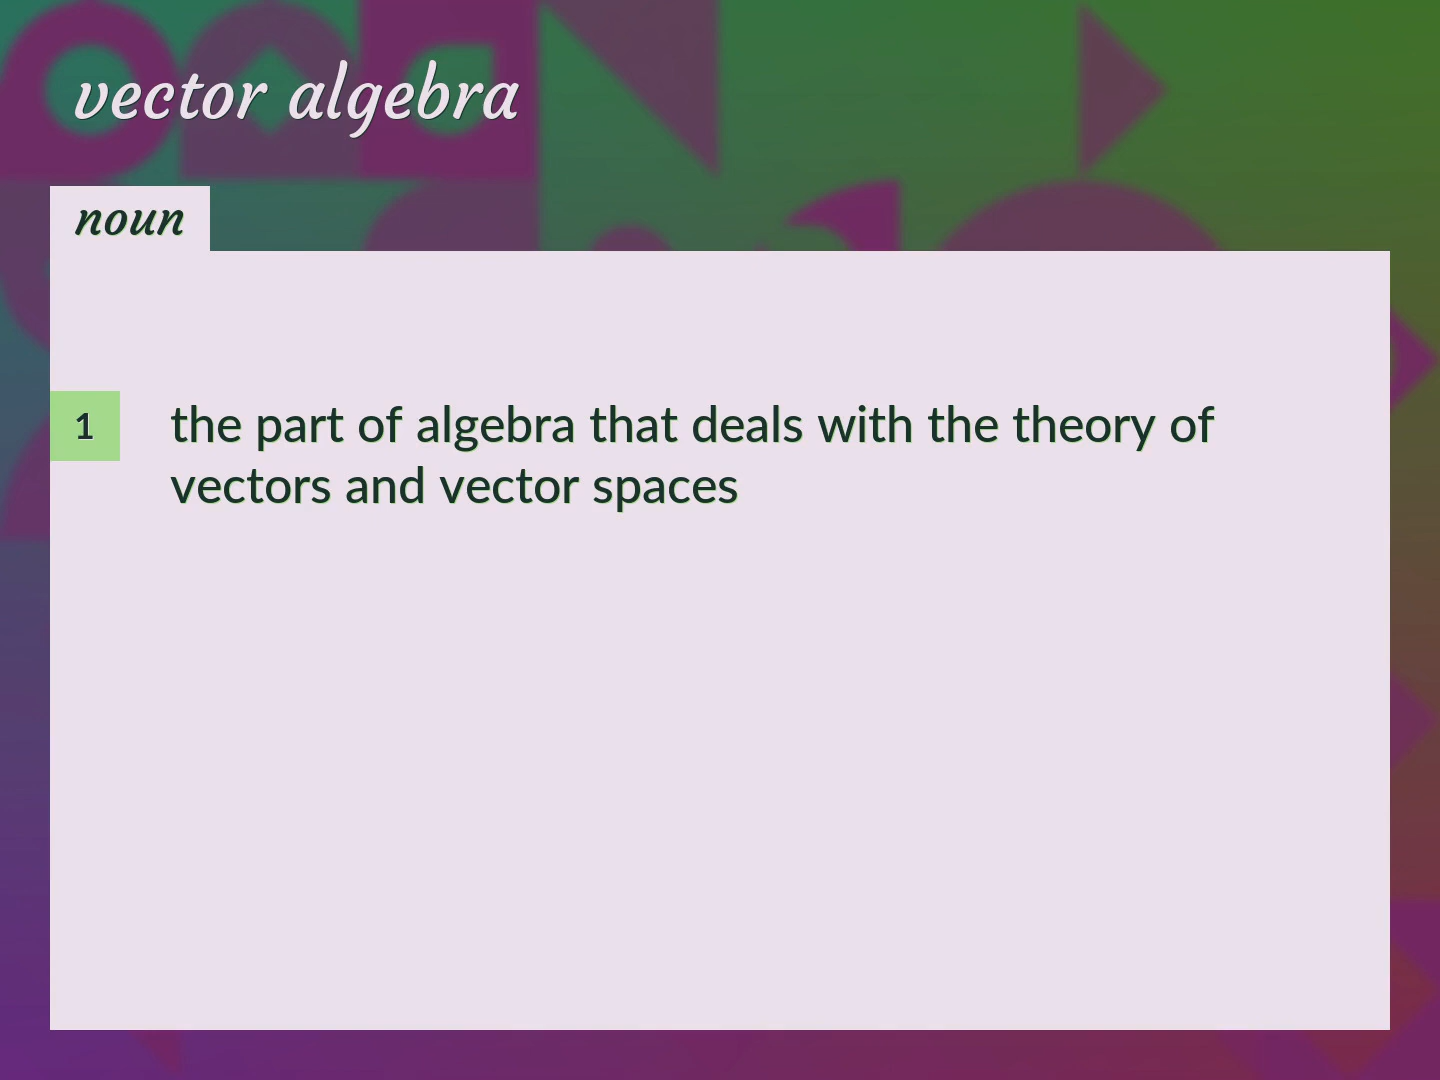 vector algebra
noun
1
the part of algebra that deals with the theory of
vectors and vector spaces